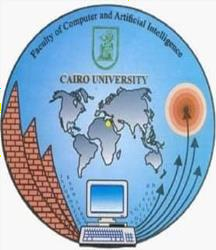 Faculty of Computer and Artificial Intelligence
CAIRO UNIVERSITY